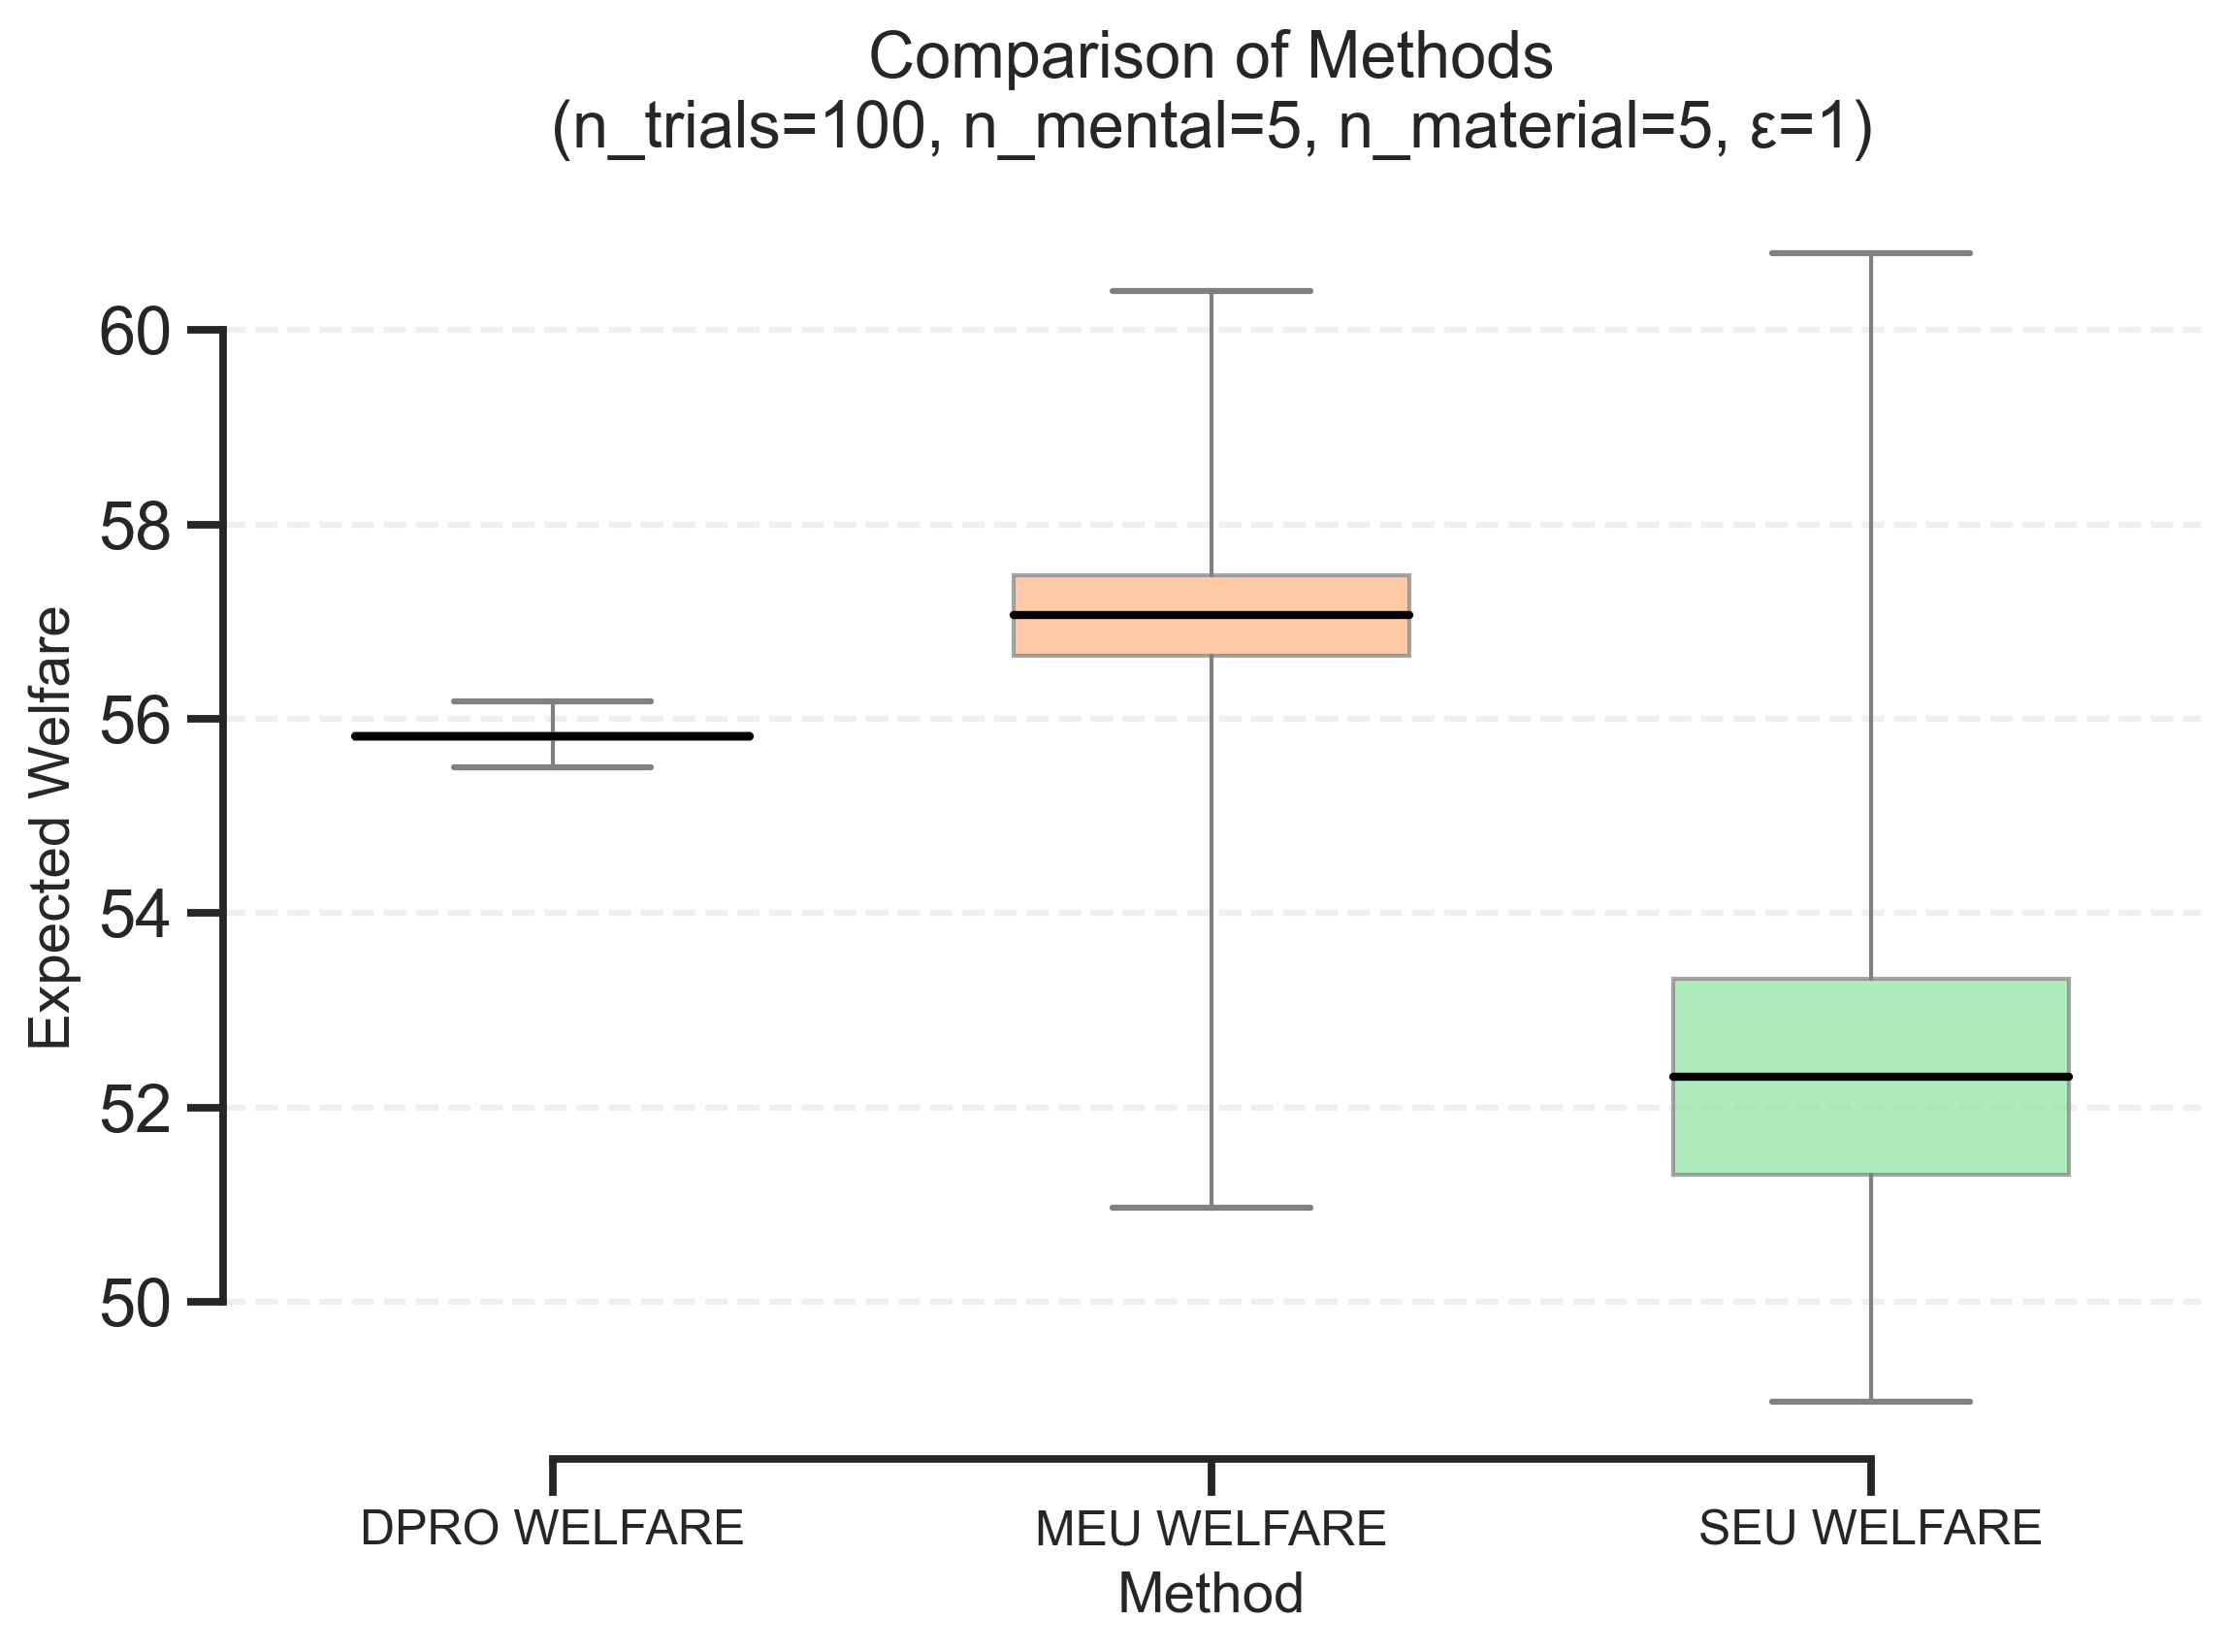 Comparison of Methods
(n_trials=100, n_mental=5, n_material=5, ε=1)
Expected Welfare
60
58
56
54
52
50
DPRO WELFARE
MEU WELFARE
SEU WELFARE
Method